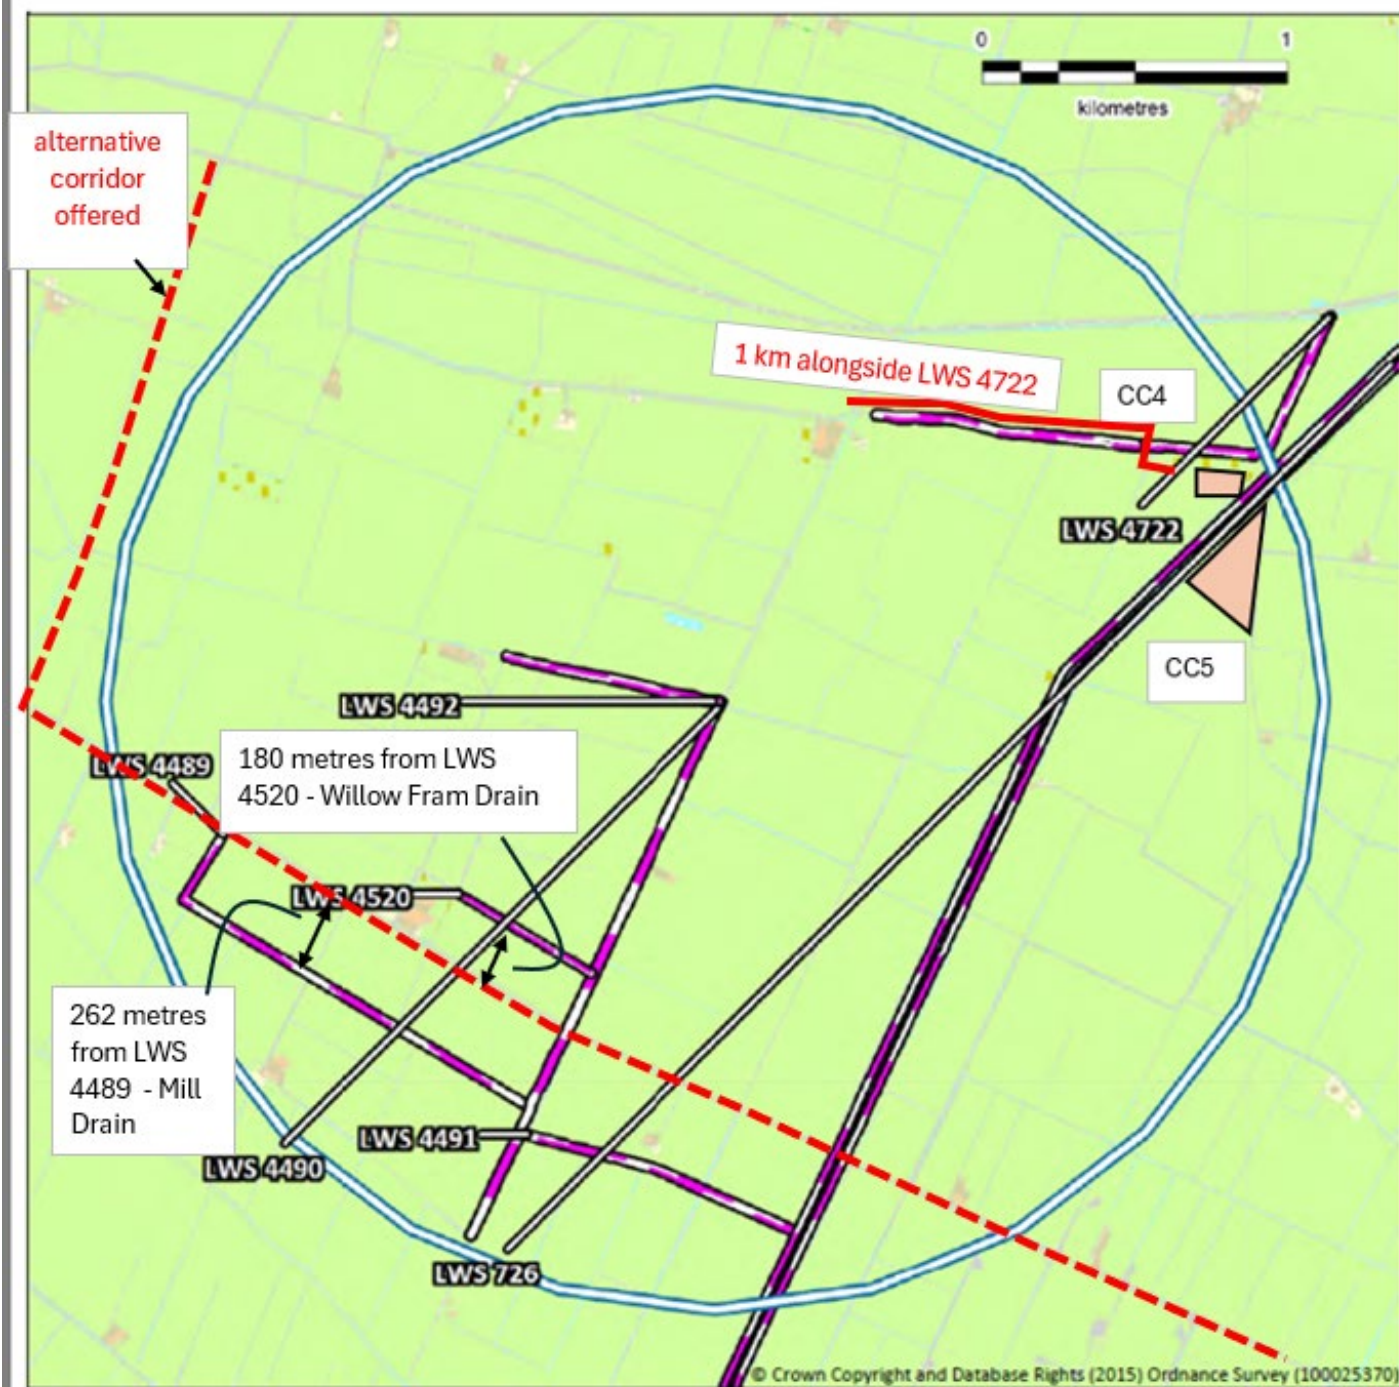 0 1
kilometres
alternative
corridor
offered
1 km alongside LWS 4722
CC4
LWS 4722
CC5
LWS 4492
LWS 4489
180 metres from LWS
4520 - Willow Fram Drain
LWS 4520
262 metres
from LWS
4489 - Mill
Drain
LWS 4491
LWS 4490
LWS 726
© Crown Copyright and Database Rights (2015) Ordnance Survey (100025370)